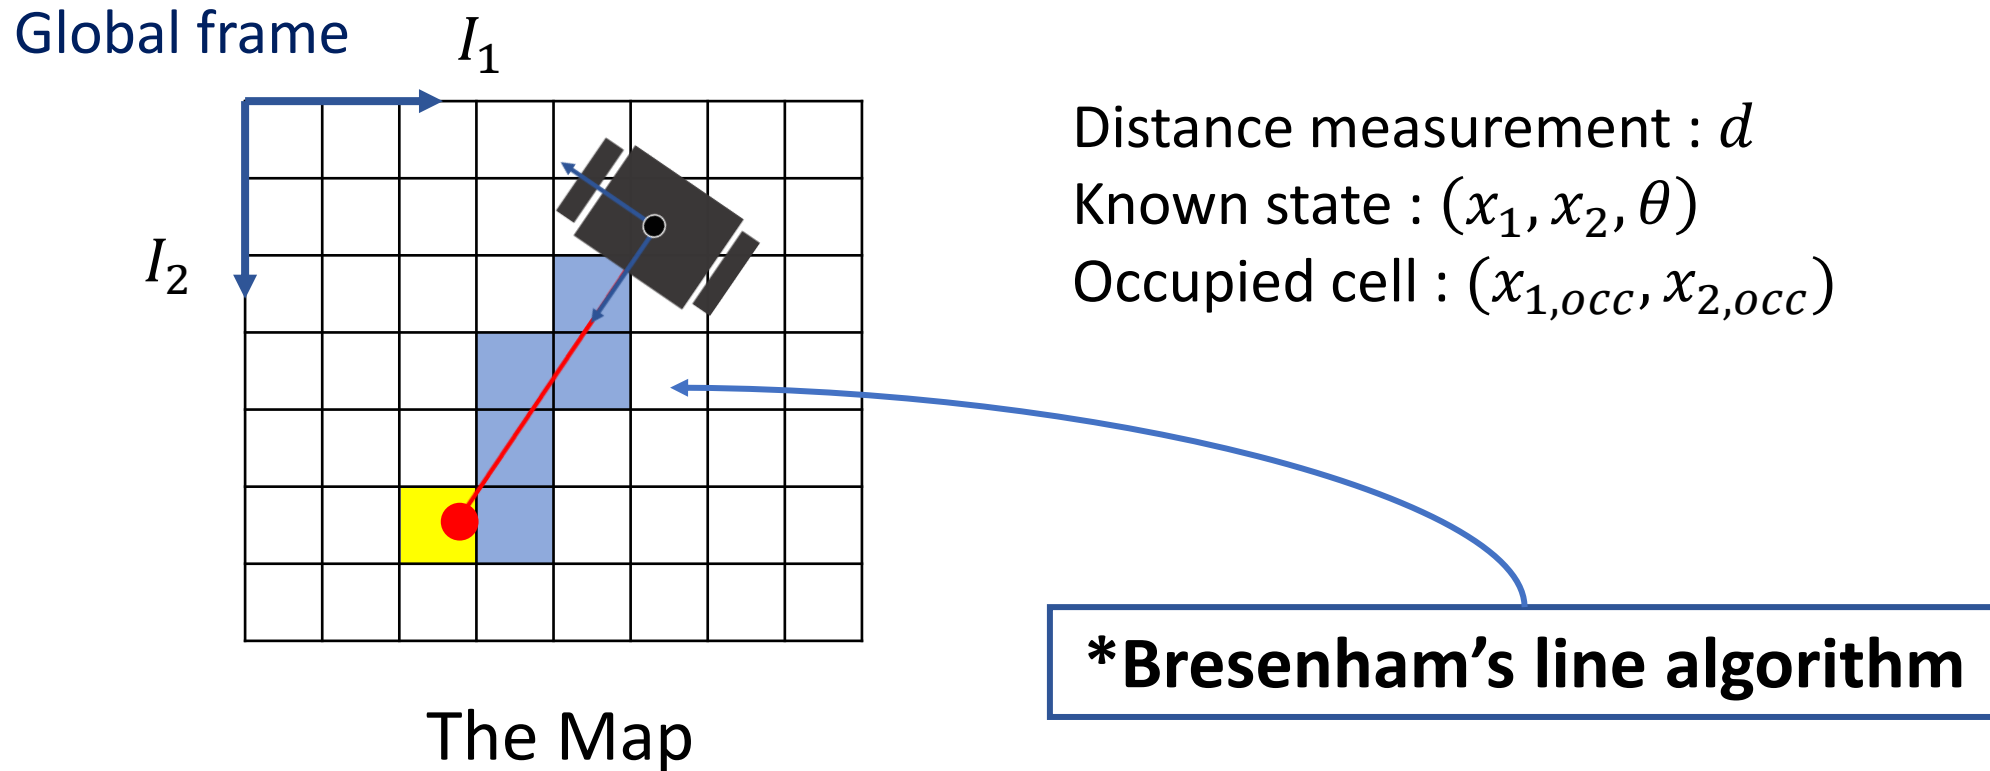 Global frame
I₁
I₂
Distance measurement : d
Known state : (x₁, x₂, θ)
Occupied cell : (x₁,ₒcc, x₂,ₒcc)
*Bresenham’s line algorithm
The Map